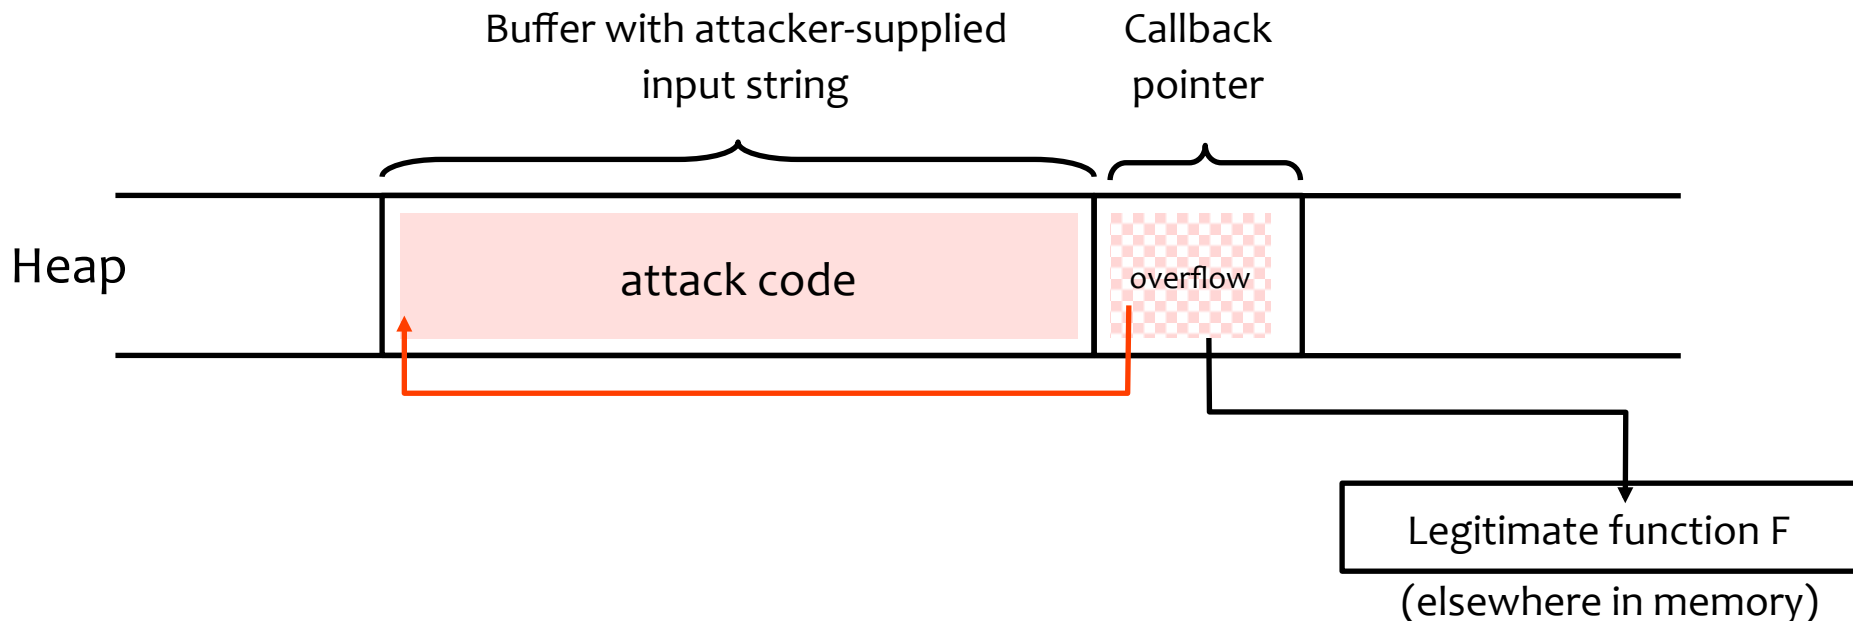 Buffer with attacker-supplied
input string
Callback
pointer
Heap
attack code
overflow
Legitimate function F
(elsewhere in memory)